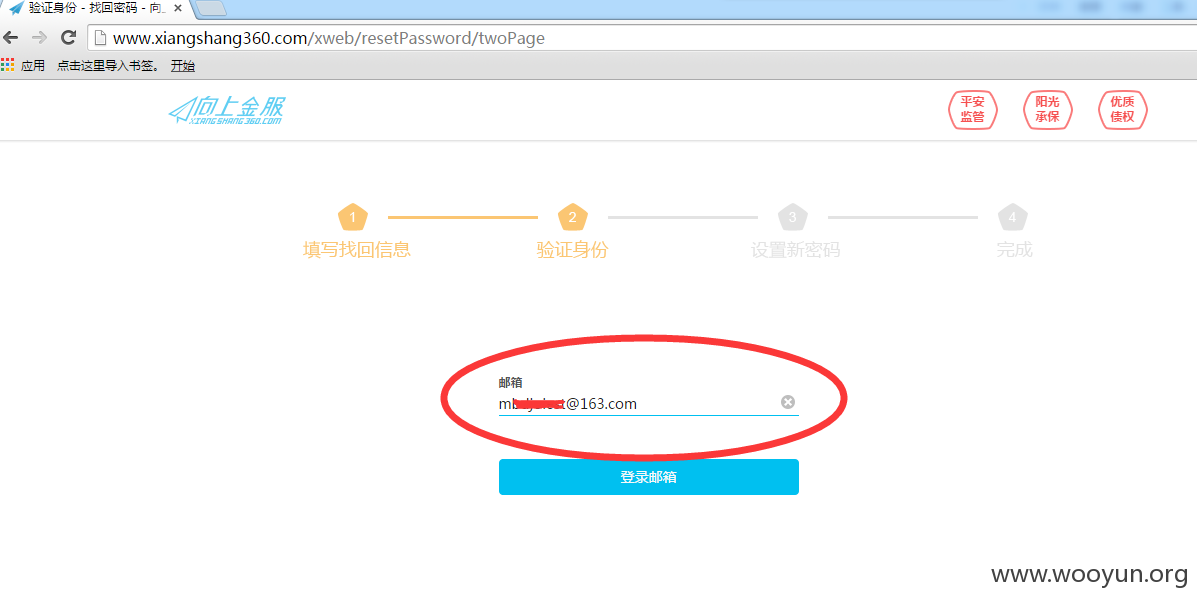 验证身份 - 找回密码 - 向
www.xiangshang360.com/xweb/resetPassword/twoPage
应用 点击这里导入书签。 开始
向上金服
XIANGSHANG360.COM
平安
监管
阳光
承保
优质
债权
1 2 3 4
填写找回信息 验证身份 设置新密码 完成
邮箱
@163.com
登录邮箱
www.wooyun.org